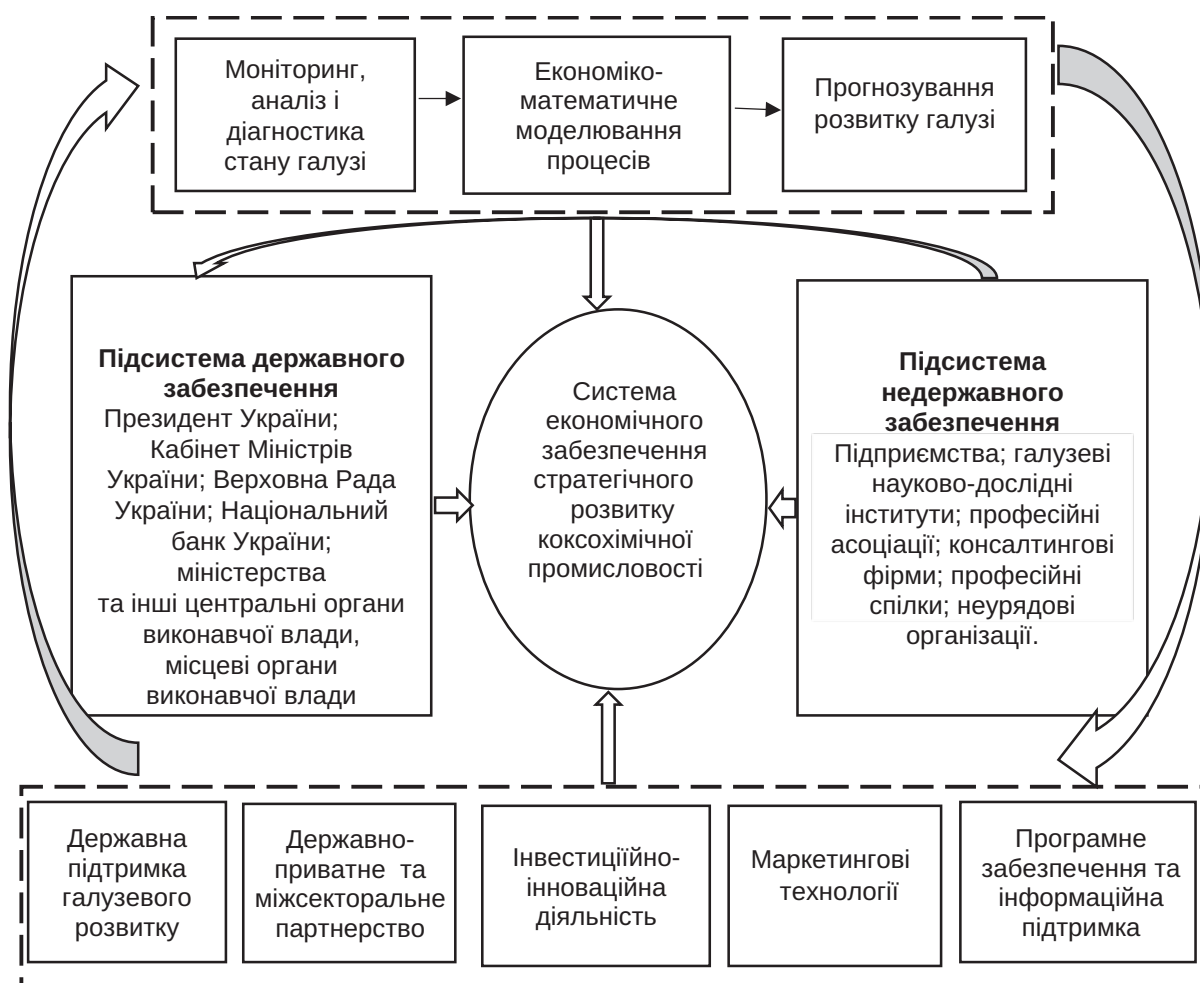 Моніторинг,
аналіз і
діагностика
стану галузі
Економіко-
математичне
моделювання
процесів
Прогнозування
розвитку галузі
Підсистема державного
забезпечення
Президент України;
Кабінет Міністрів
України; Верховна Рада
України; Національний
банк України;
міністерства
та інші центральні органи
виконавчої влади,
місцеві органи
виконавчої влади
Система
економічного
забезпечення
стратегічного
розвитку
коксохімічної
промисловості
Підсистема
недержавного
забезпечення
Підприємства; галузеві
науково-дослідні
інститути; професійні
асоціації; консалтингові
фірми; професійні
спілки; неурядові
організації.
Державна
підтримка
галузевого
розвитку
Державно-
приватне та
міжсекторальне
партнерство
Інвестиціїйно-
інноваційна
діяльність
Маркетингові
технології
Програмне
забезпечення та
інформаційна
підтримка